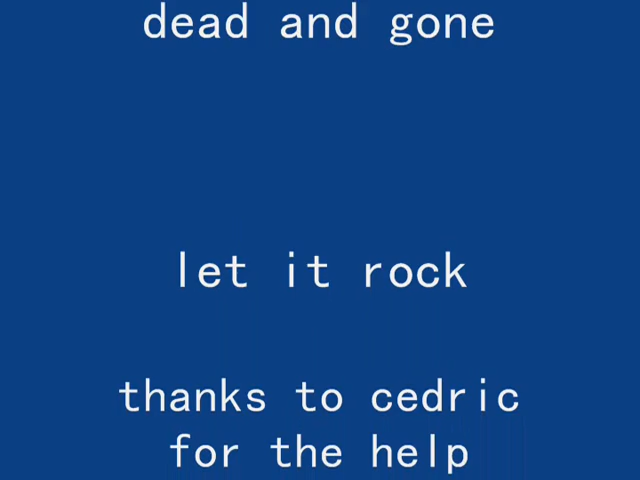 dead and gone
let it rock
thanks to cedric
for the help